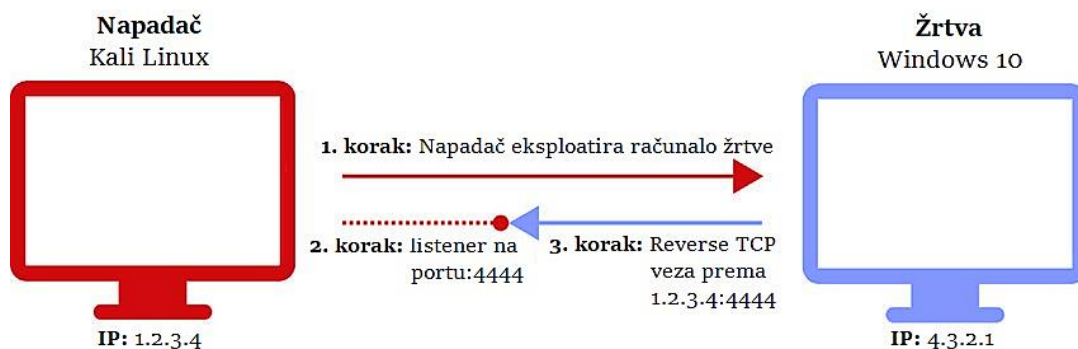 Napadač
Kali Linux
Žrtva
Windows 10
1. korak: Napadač eksploatira računalo žrtve
2. korak: listener na
portu:4444
3. korak: Reverse TCP
veza prema
1.2.3.4:4444
IP: 1.2.3.4
IP: 4.3.2.1